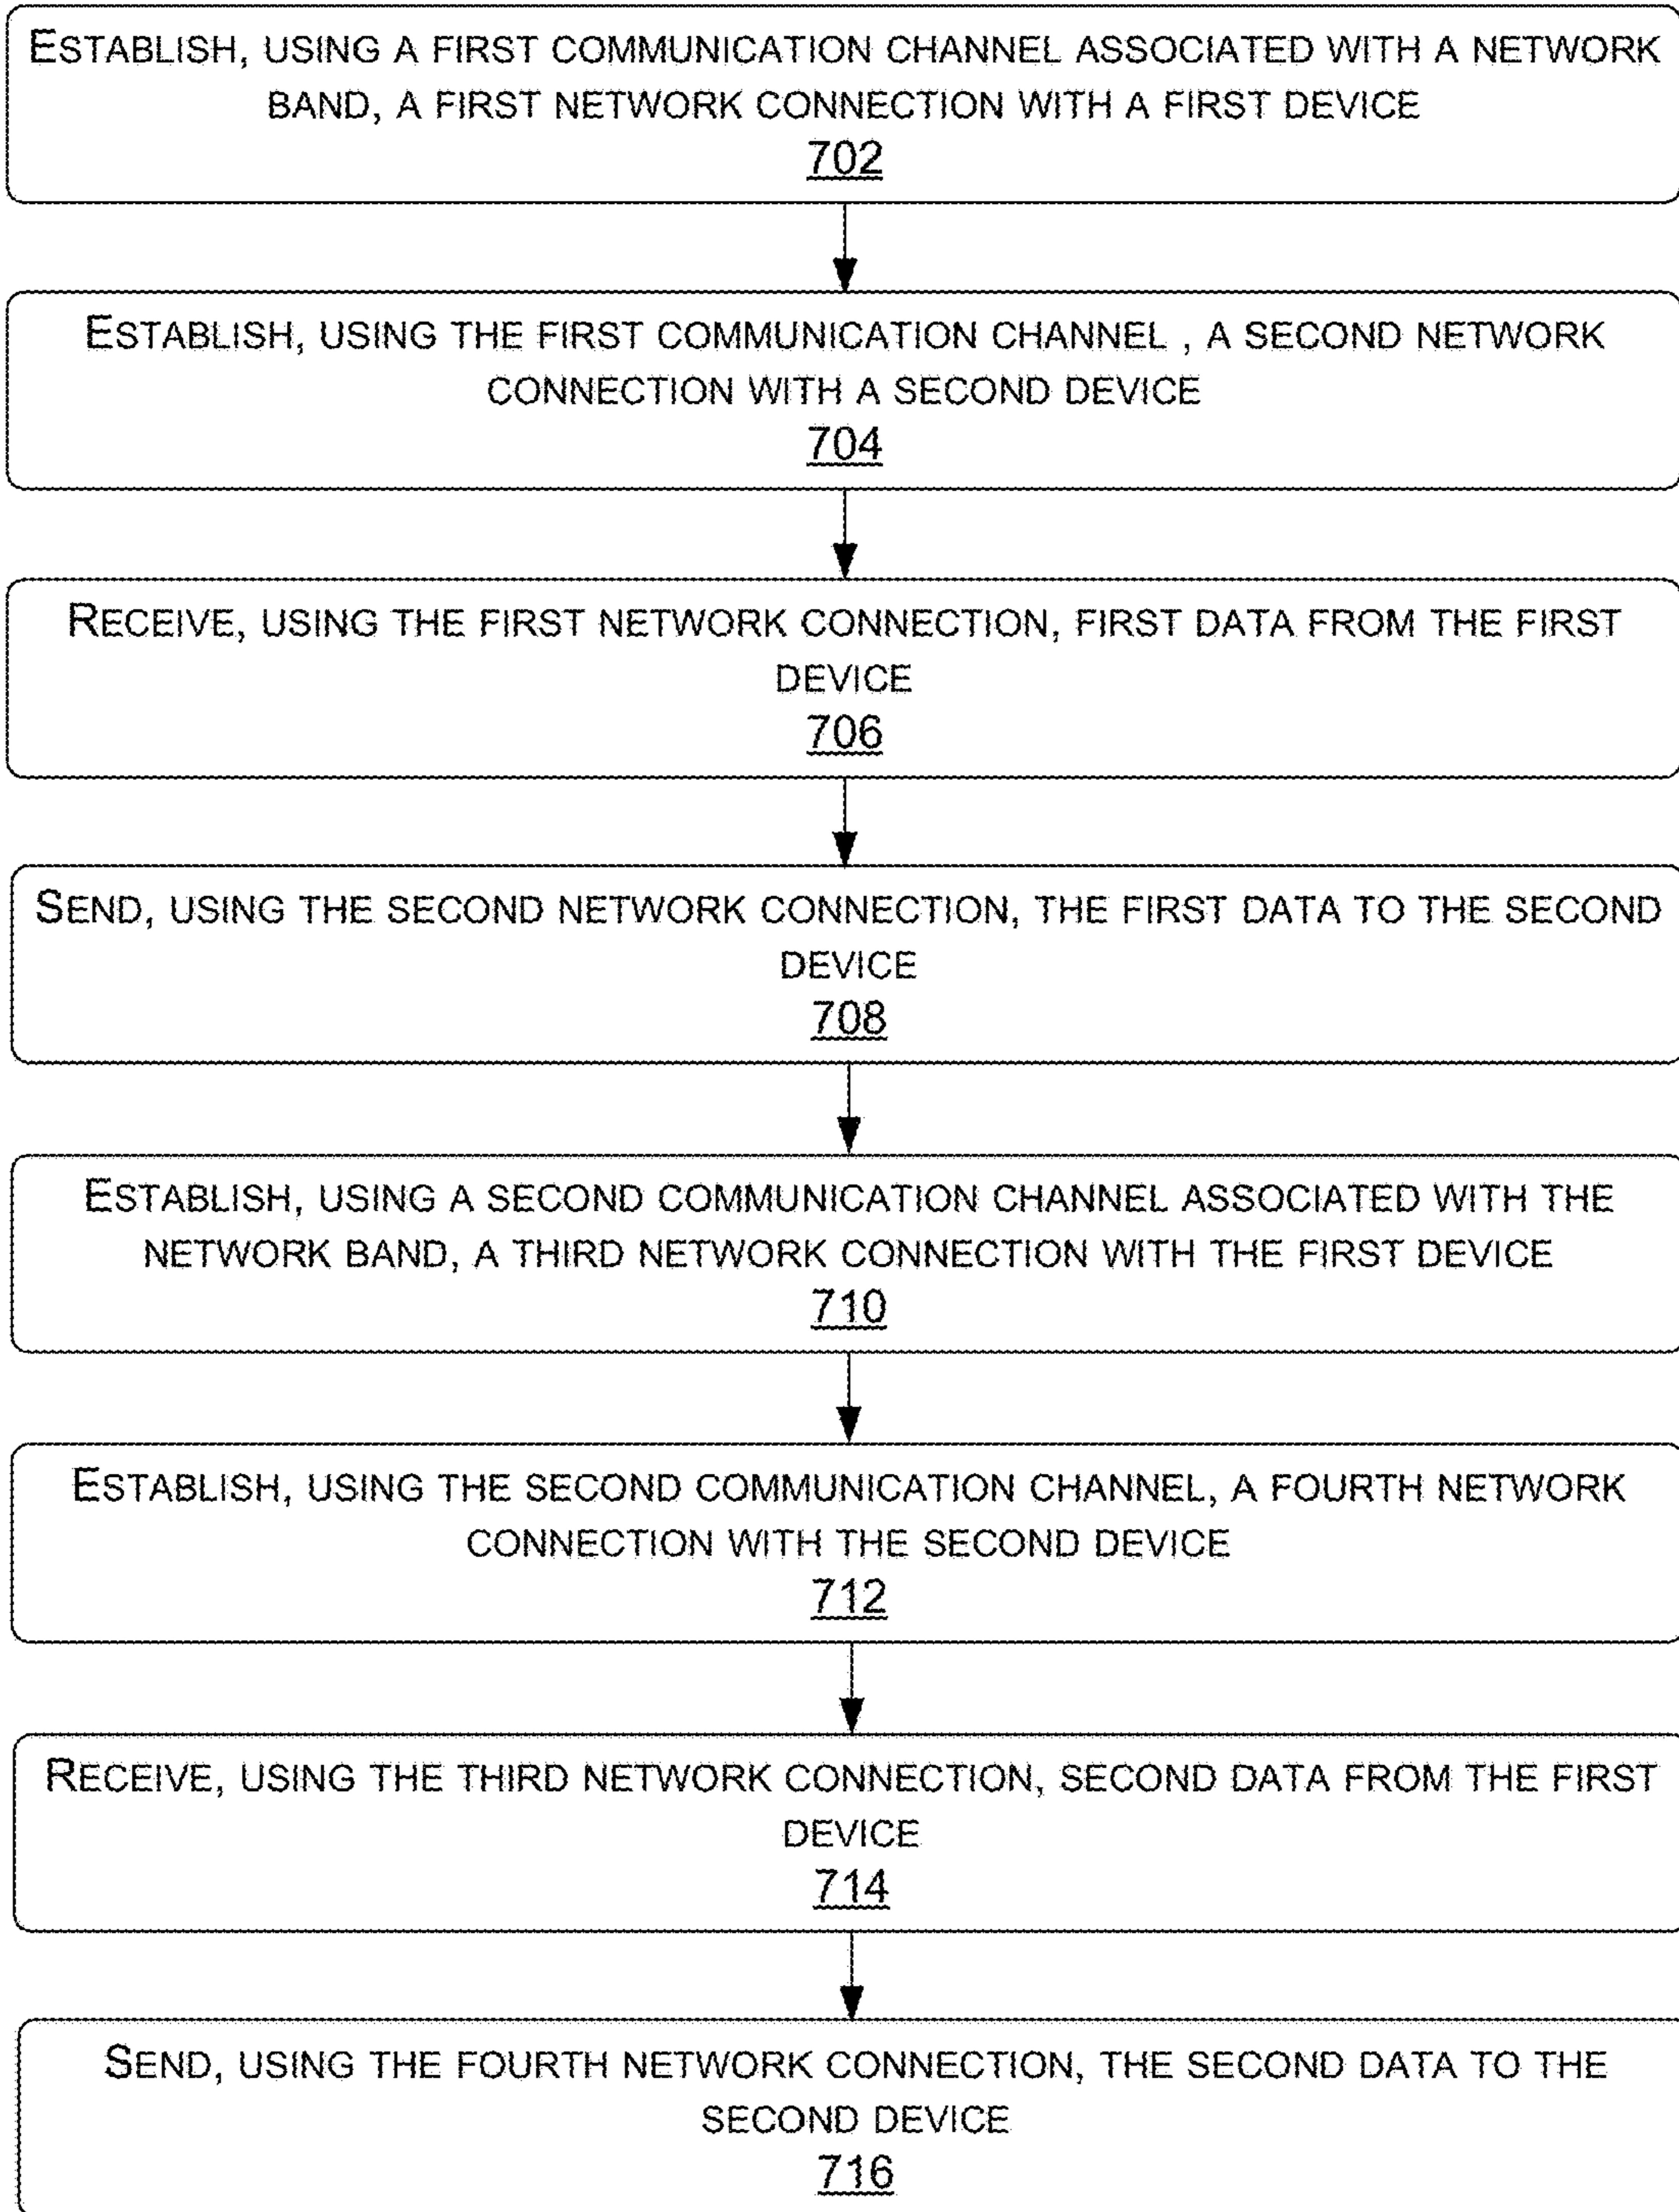 ESTABLISH, USING A FIRST COMMUNICATION CHANNEL ASSOCIATED WITH A NETWORK
BAND, A FIRST NETWORK CONNECTION WITH A FIRST DEVICE
702
ESTABLISH, USING THE FIRST COMMUNICATION CHANNEL , A SECOND NETWORK
CONNECTION WITH A SECOND DEVICE
704
RECEIVE, USING THE FIRST NETWORK CONNECTION, FIRST DATA FROM THE FIRST
DEVICE
706
SEND, USING THE SECOND NETWORK CONNECTION, THE FIRST DATA TO THE SECOND
DEVICE
708
ESTABLISH, USING A SECOND COMMUNICATION CHANNEL ASSOCIATED WITH THE
NETWORK BAND, A THIRD NETWORK CONNECTION WITH THE FIRST DEVICE
710
ESTABLISH, USING THE SECOND COMMUNICATION CHANNEL, A FOURTH NETWORK
CONNECTION WITH THE SECOND DEVICE
712
RECEIVE, USING THE THIRD NETWORK CONNECTION, SECOND DATA FROM THE FIRST
DEVICE
714
SEND, USING THE FOURTH NETWORK CONNECTION, THE SECOND DATA TO THE
SECOND DEVICE
716